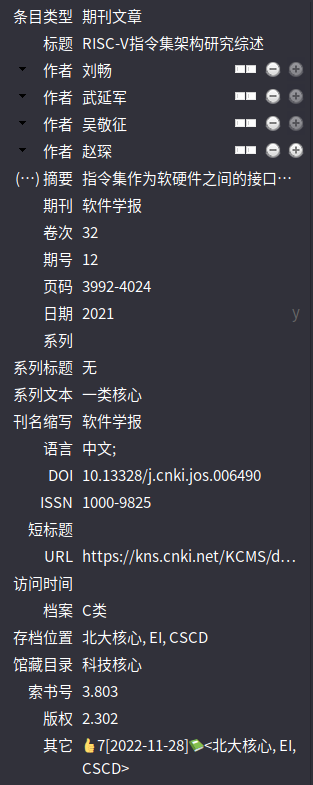 条目类型 期刊文章
标题 RISC-V指令集架构研究综述
作者 刘畅
作者 武延军
作者 吴敬征
作者 赵琛
(…) 摘要 指令集作为软硬件之间的接口…
期刊 软件学报
卷次 32
期号 12
页码 3992-4024
日期 2021 y
系列
系列标题 无
系列文本 一类核心
刊名缩写 软件学报
语言 中文;
DOI 10.13328/j.cnki.jos.006490
ISSN 1000-9825
短标题
URL https://kns.cnki.net/KCMS/d…
访问时间
档案 C类
存档位置 北大核心, EI, CSCD
馆藏目录 科技核心
索书号 3.803
版权 2.302
其它 👍7[2022-11-28]<北大核心, EI,
CSCD>